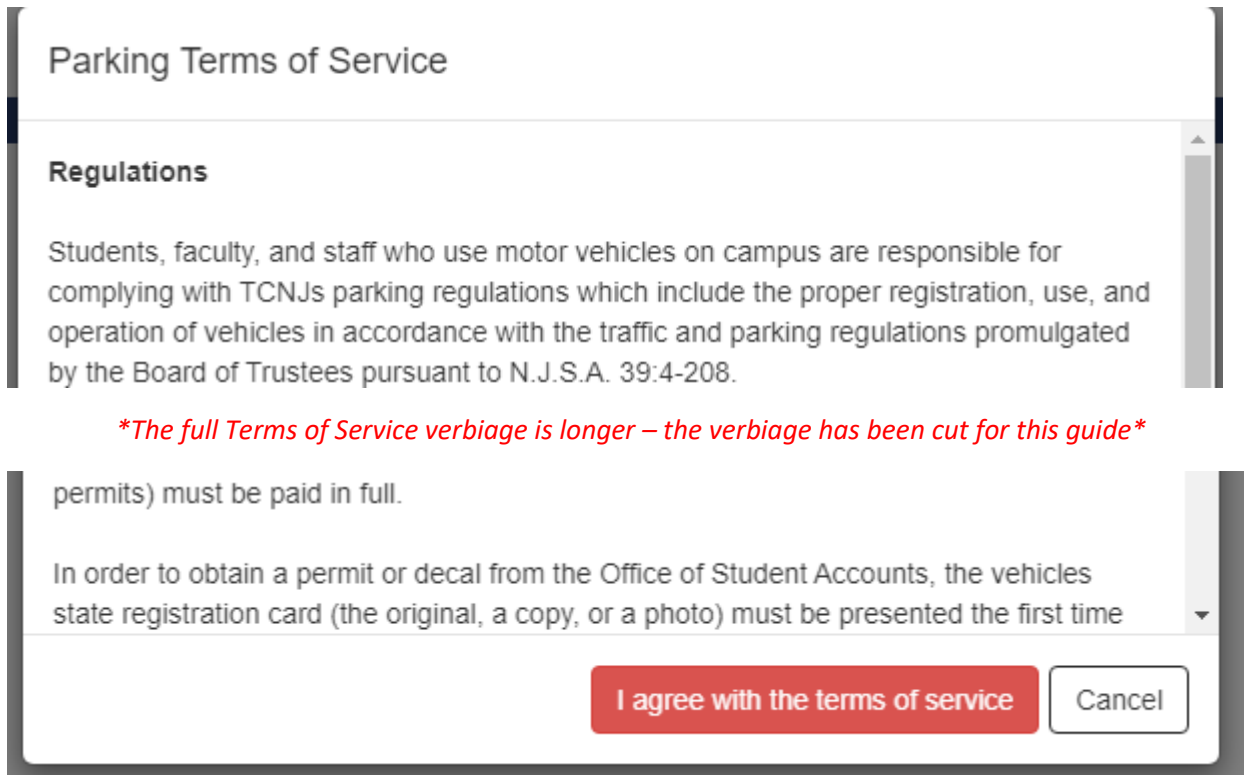 Parking Terms of Service
Regulations
Students, faculty, and staff who use motor vehicles on campus are responsible for
complying with TCNJs parking regulations which include the proper registration, use, and
operation of vehicles in accordance with the traffic and parking regulations promulgated
by the Board of Trustees pursuant to N.J.S.A. 39:4-208.
*The full Terms of Service verbiage is longer – the verbiage has been cut for this guide*
permits) must be paid in full.
In order to obtain a permit or decal from the Office of Student Accounts, the vehicles
state registration card (the original, a copy, or a photo) must be presented the first time
I agree with the terms of service
Cancel